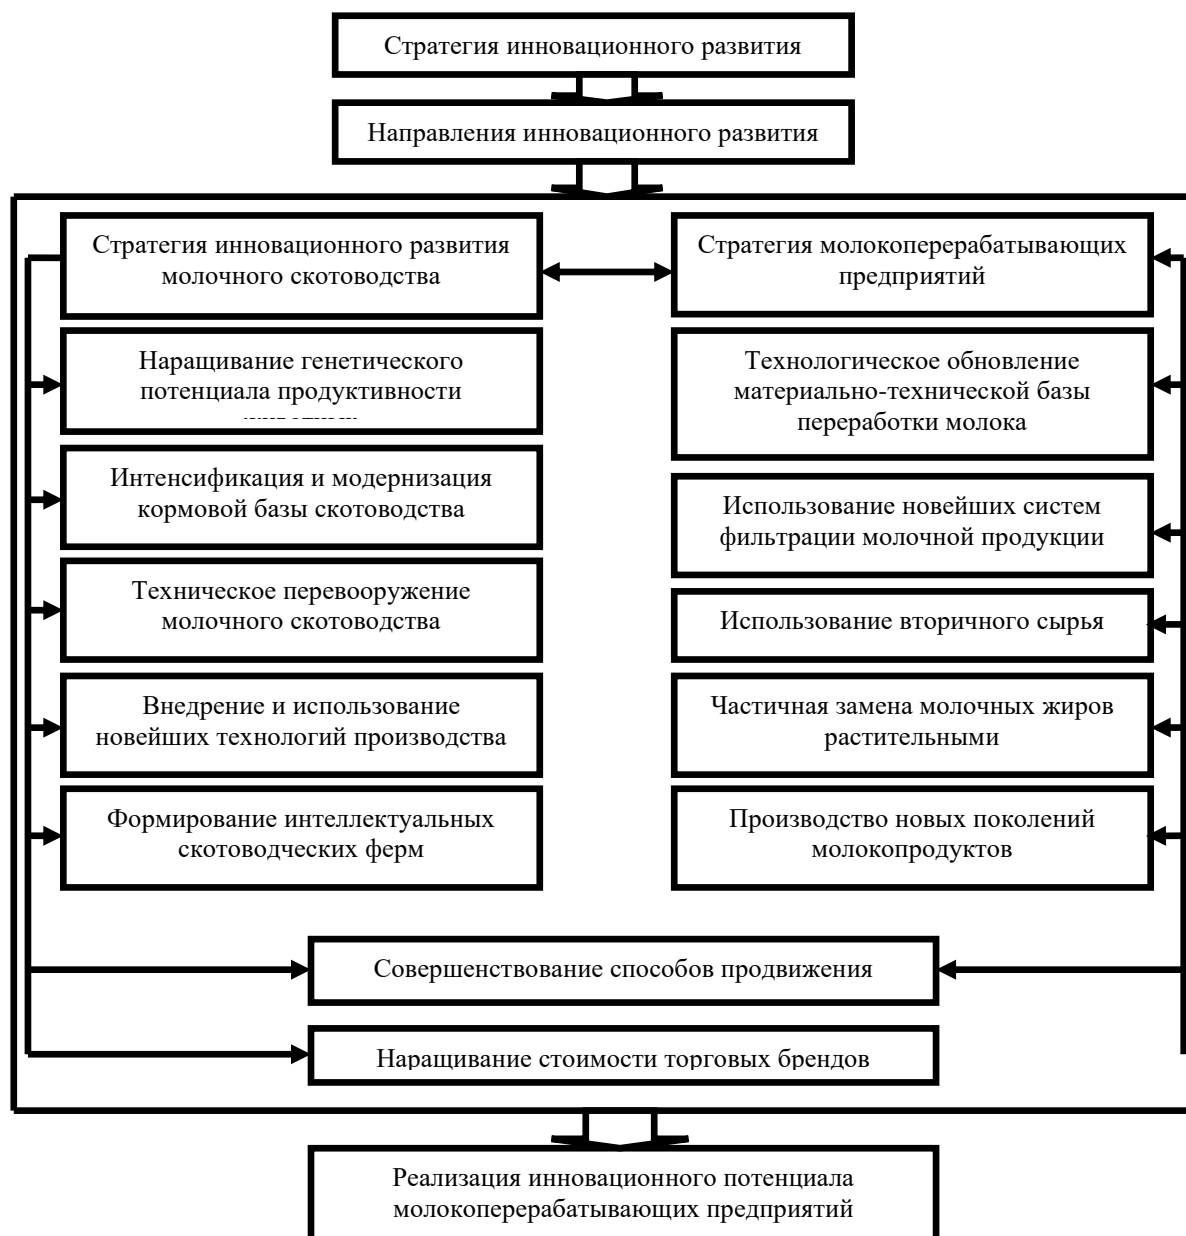 Стратегия инновационного развития
Направления инновационного развития
Стратегия инновационного развития
молочного скотоводства
Стратегия молокоперерабатывающих
предприятий
Наращивание генетического
потенциала продуктивности
Технологическое обновление
материально-технической базы
переработки молока
Интенсификация и модернизация
кормовой базы скотоводства
Использование новейших систем
фильтрации молочной продукции
Техническое перевооружение
молочного скотоводства
Использование вторичного сырья
Внедрение и использование
новейших технологий производства
Частичная замена молочных жиров
растительными
Формирование интеллектуальных
скотоводческих ферм
Производство новых поколений
молокопродуктов
Совершенствование способов продвижения
Наращивание стоимости торговых брендов
Реализация инновационного потенциала
молокоперерабатывающих предприятий